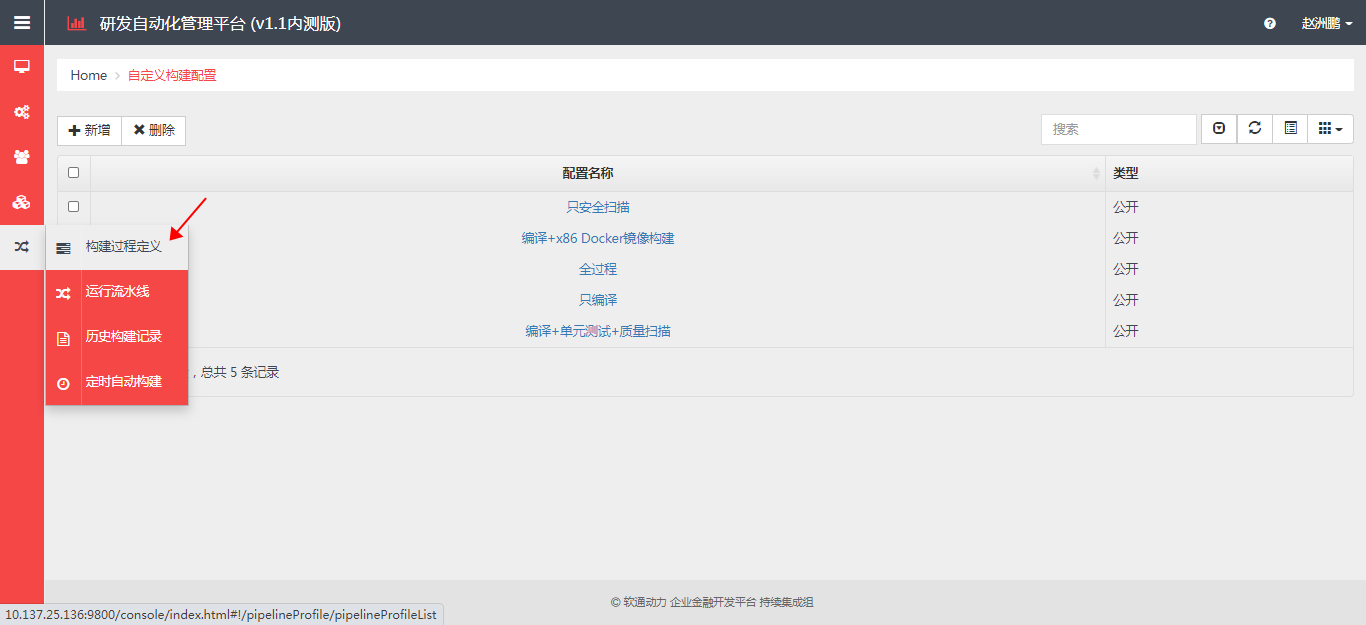 研发自动化管理平台 (v1.1内测版)
赵洲鹏
Home
自定义构建配置
新增
删除
搜索
配置名称
类型
只安全扫描
公开
编译+x86 Docker镜像构建
公开
全过程
公开
只编译
公开
编译+单元测试+质量扫描
公开
构建过程定义
运行流水线
历史构建记录
定时自动构建
，总共 5 条记录
© 软通动力 企业金融开发平台 持续集成组
10.137.25.136:9800/console/index.html#!/pipelineProfile/pipelineProfileList